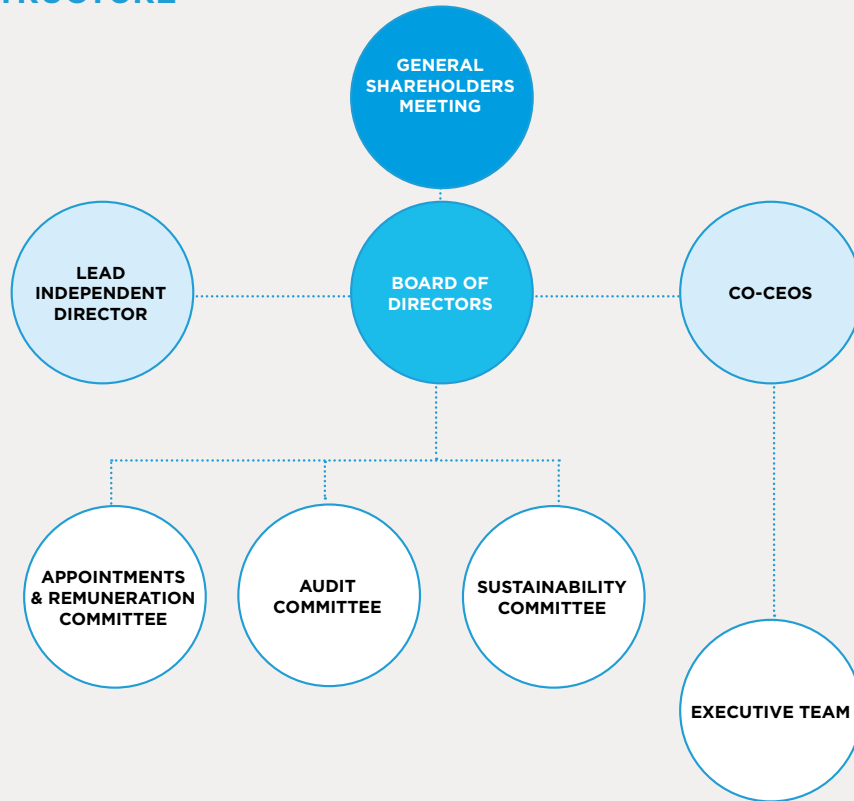 GENERAL
SHAREHOLDERS
MEETING
LEAD
INDEPENDENT
DIRECTOR
BOARD OF
DIRECTORS
CO-CEOS
APPOINTMENTS
& REMUNERATION
COMMITTEE
AUDIT
COMMITTEE
SUSTAINABILITY
COMMITTEE
EXECUTIVE TEAM